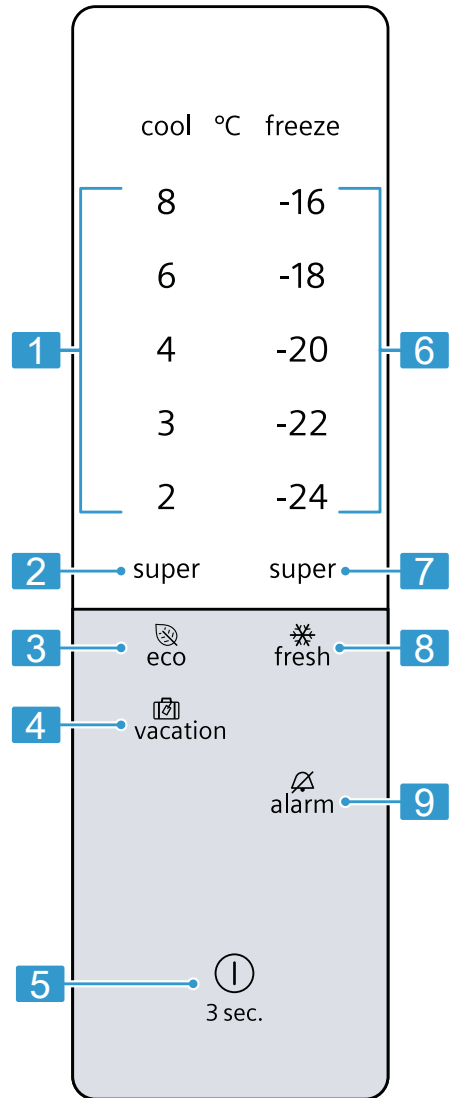 cool °C freeze
8 -16
6 -18
1 4 -20 6
3 -22
2 -24
2 super super 7
3 eco fresh 8
4 vacation
alarm 9
5 3 sec.